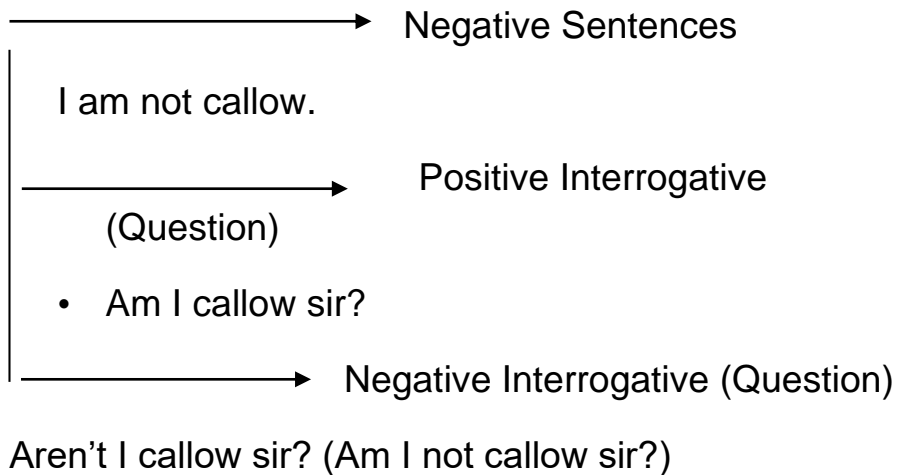 Negative Sentences
I am not callow.
Positive Interrogative
(Question)
• Am I callow sir?
Negative Interrogative (Question)
Aren’t I callow sir? (Am I not callow sir?)